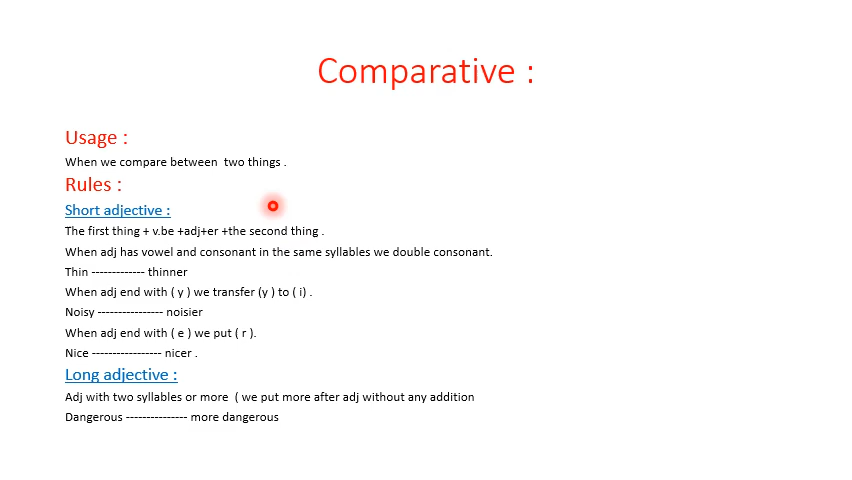 Comparative :
Usage :
When we compare between  two things .
Rules :
Short adjective :
The first thing + v.be +adj+er +the second thing .
When adj has vowel and consonant in the same syllables we double consonant.
Thin ------------- thinner
When adj end with ( y ) we transfer (y ) to ( i) .
Noisy ---------------- noisier
When adj end with ( e ) we put ( r ).
Nice ----------------- nicer .
Long adjective :
Adj with two syllables or more  ( we put more after adj without any addition
Dangerous --------------- more dangerous